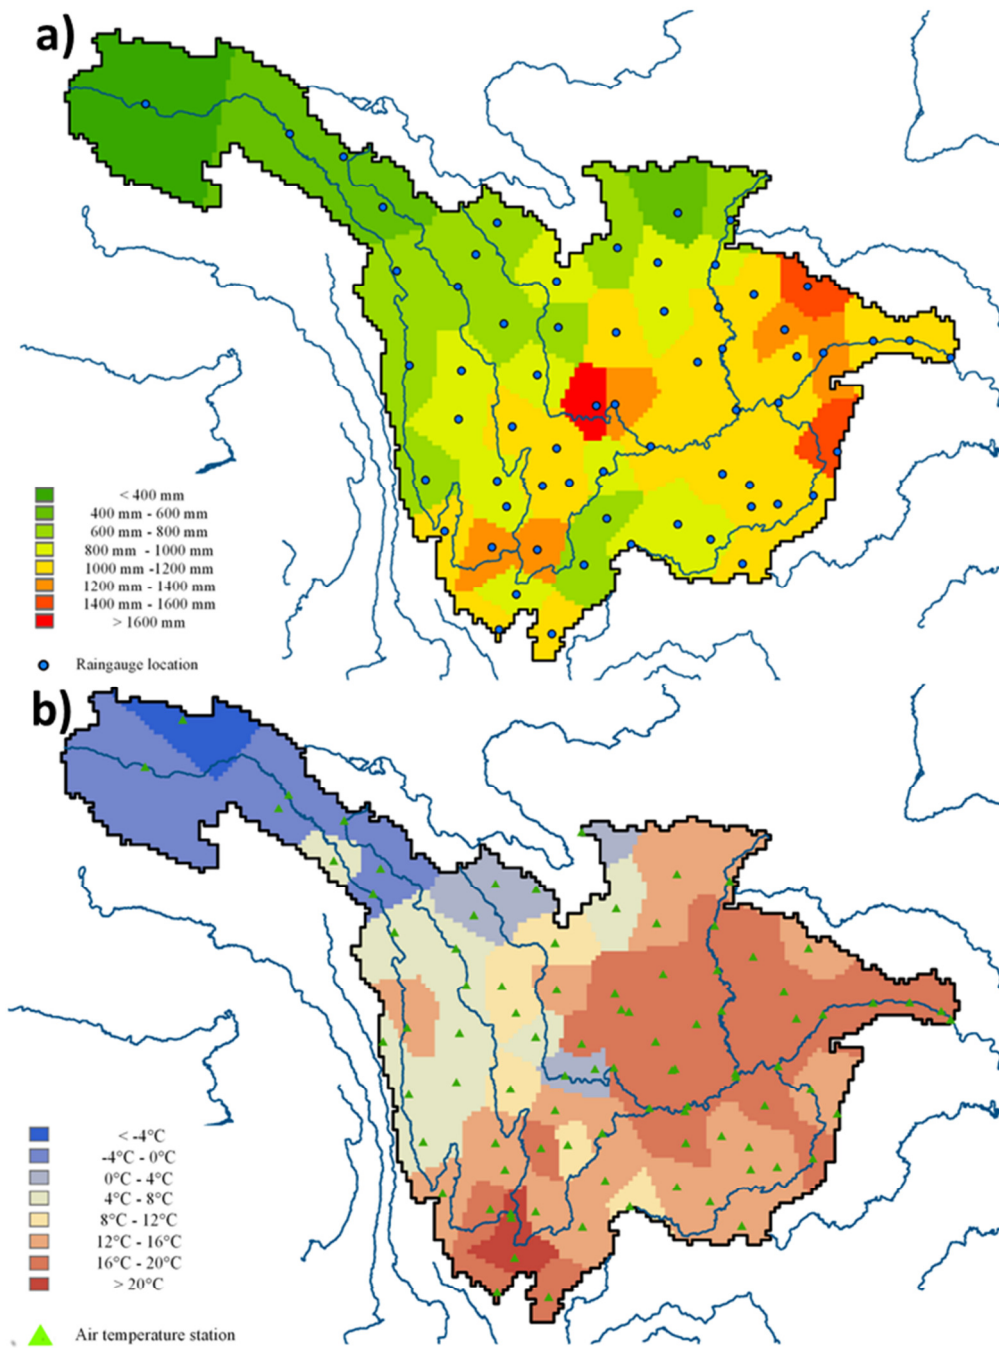 a)
< 400 mm
400 mm - 600 mm
600 mm - 800 mm
800 mm - 1000 mm
1000 mm -1200 mm
1200 mm - 1400 mm
1400 mm - 1600 mm
> 1600 mm
Raingauge location
b)
< -4°C
-4°C - 0°C
0°C - 4°C
4°C - 8°C
8°C - 12°C
12°C - 16°C
16°C - 20°C
> 20°C
Air temperature station